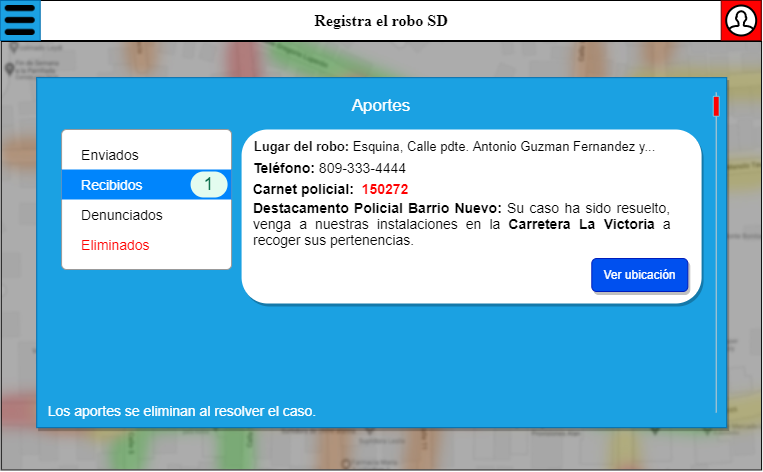 Registra el robo SD
Aportes
Enviados
Recibidos 1
Denunciados
Eliminados
Lugar del robo: Esquina, Calle pdte. Antonio Guzman Fernandez y...
Teléfono: 809-333-4444
Carnet policial: 150272
Destacamento Policial Barrio Nuevo: Su caso ha sido resuelto,
venga a nuestras instalaciones en la Carretera La Victoria a
recoger sus pertenencias.
Ver ubicación
Los aportes se eliminan al resolver el caso.